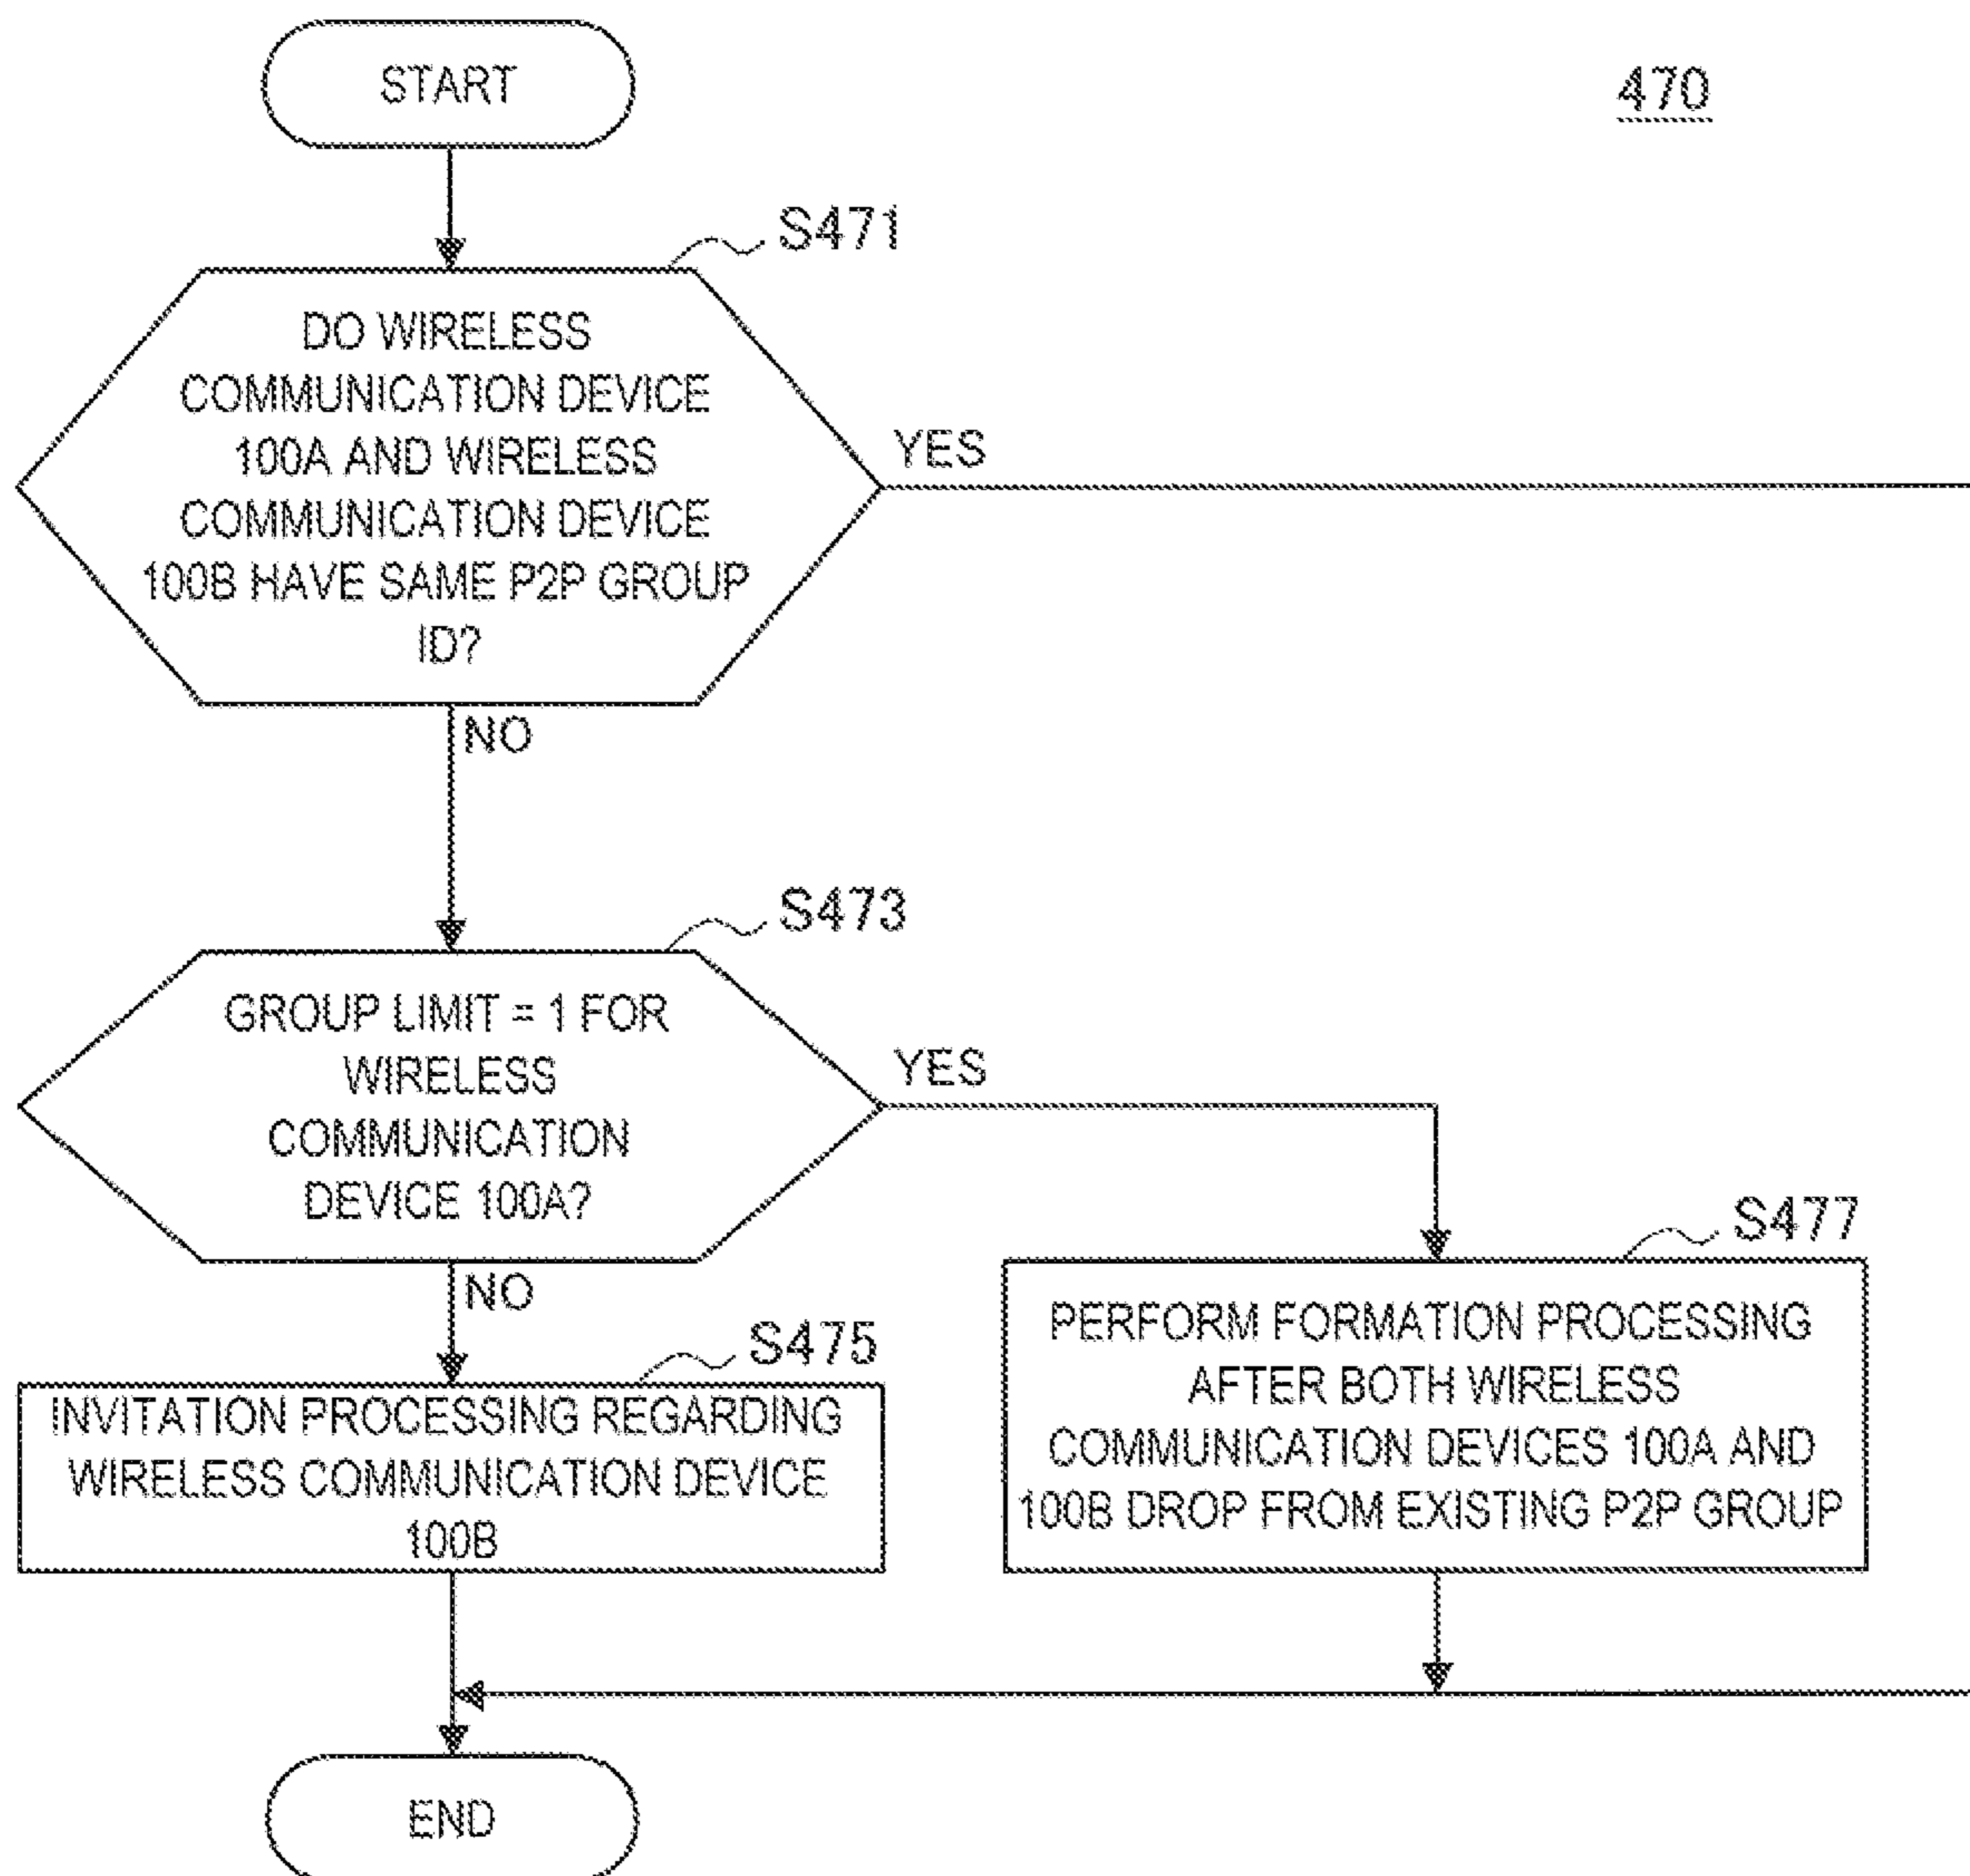 START
470
S471
DO WIRELESS
COMMUNICATION DEVICE
100A AND WIRELESS
COMMUNICATION DEVICE
100B HAVE SAME P2P GROUP
ID?
YES
NO
S473
GROUP LIMIT = 1 FOR
WIRELESS
COMMUNICATION
DEVICE 100A?
YES
NO
S475
INVITATION PROCESSING REGARDING
WIRELESS COMMUNICATION DEVICE
100B
S477
PERFORM FORMATION PROCESSING
AFTER BOTH WIRELESS
COMMUNICATION DEVICES 100A AND
100B DROP FROM EXISTING P2P GROUP
END